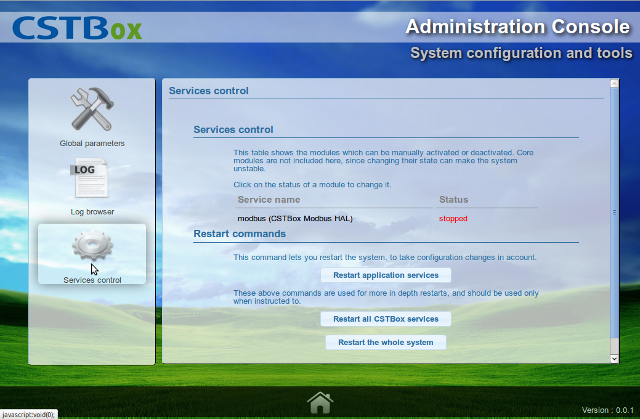 CSTBox
Administration Console
System configuration and tools
Global parameters
LOG
Log browser
Services control
Services control
Services control
This table shows the modules which can be manually activated or deactivated. Core
modules are not included here, since changing their state can make the system
unstable.
Click on the status of a module to change it.
Service name Status
modbus (CSTBox Modbus HAL) stopped
Restart commands
This command lets you restart the system, to take configuration changes in account.
Restart application services
These above commands are used for more in depth restarts, and should be used only
when instructed to.
Restart all CSTBox services
Restart the whole system
javascript:void(0);
Version : 0.0.1